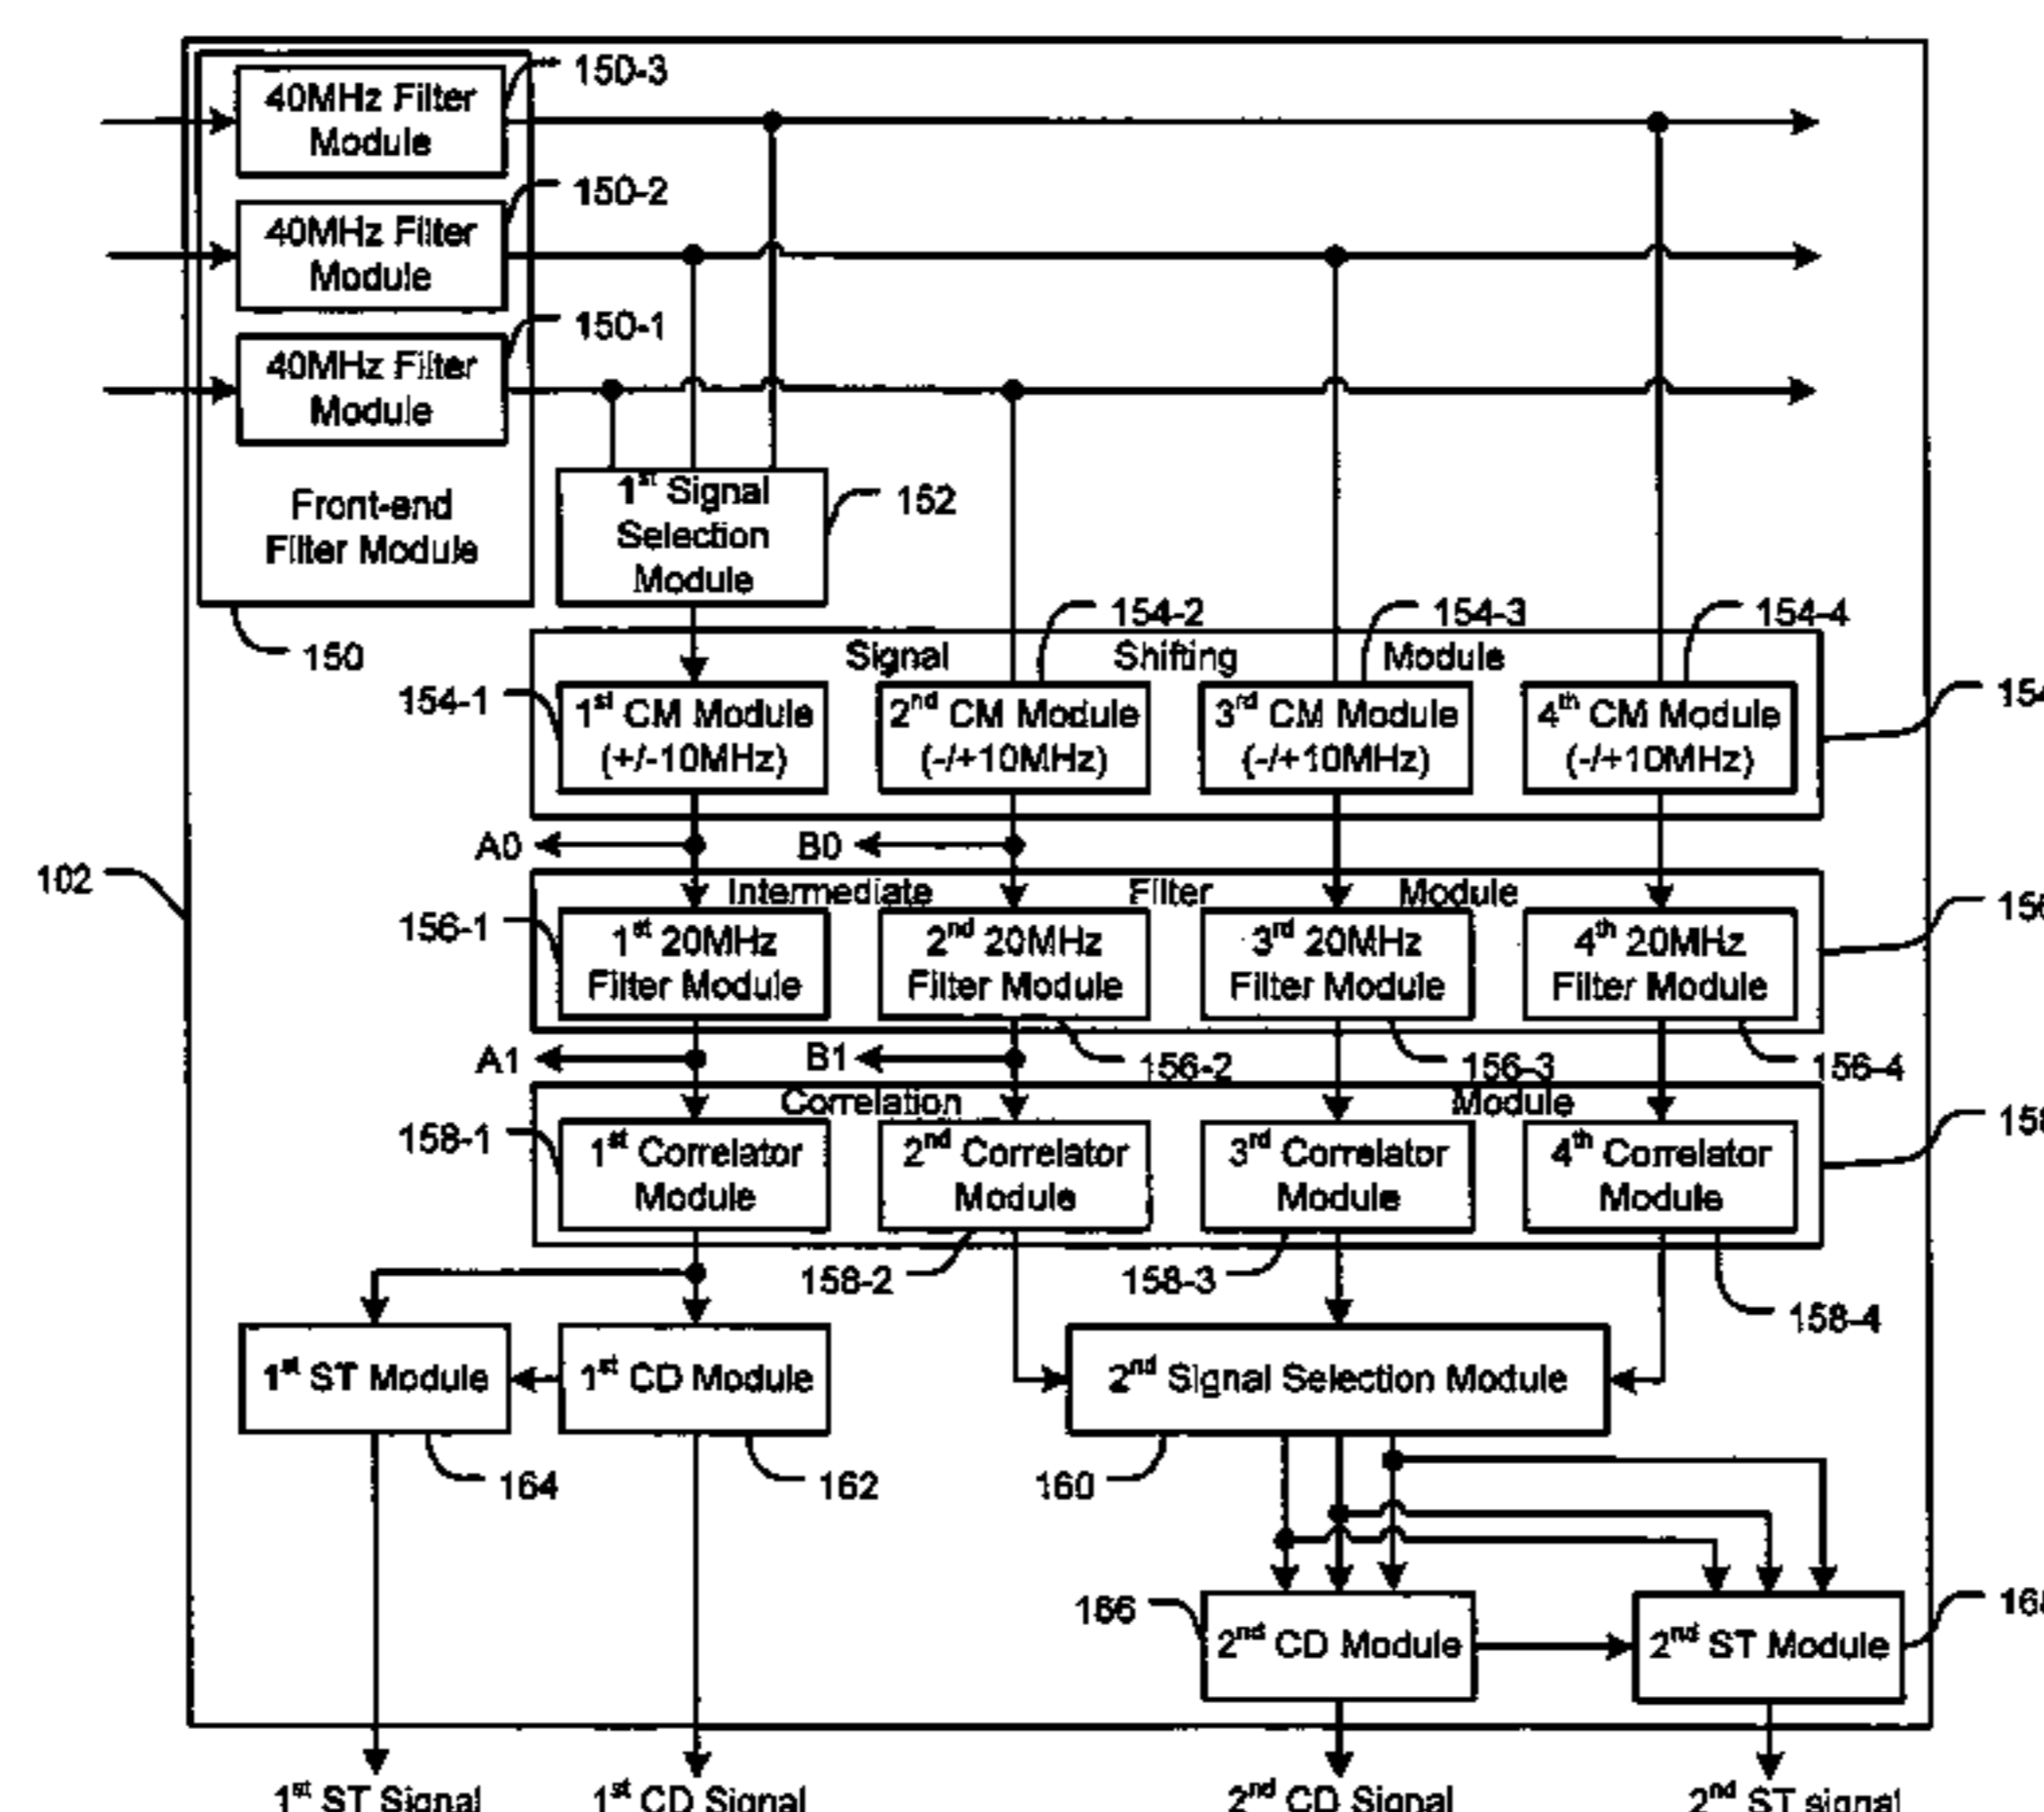 40MHz Filter
Module
150-3
40MHz Filter
Module
150-2
40MHz Filter
Module
150-1
Front-end
Filter Module
150
1st Signal
Selection
Module
152
154-2
154-3
154-4
Signal Shifting Module
154-1
1st CM Module
(+/-10MHz)
2nd CM Module
(-/+10MHz)
3rd CM Module
(-/+10MHz)
4th CM Module
(-/+10MHz)
A0
B0
102
Intermediate Filter Module
156-1
1st 20MHz
Filter Module
2nd 20MHz
Filter Module
3rd 20MHz
Filter Module
4th 20MHz
Filter Module
A1
B1
156-2
156-3
156-4
Correlation Module
158-1
1st Correlator
Module
2nd Correlator
Module
3rd Correlator
Module
4th Correlator
Module
158-2
158-3
158-4
1st ST Module
1st CD Module
2nd Signal Selection Module
164
162
160
166
2nd CD Module
2nd ST Module
1st ST Signal
1st CD Signal
2nd CD Signal
2nd ST signal